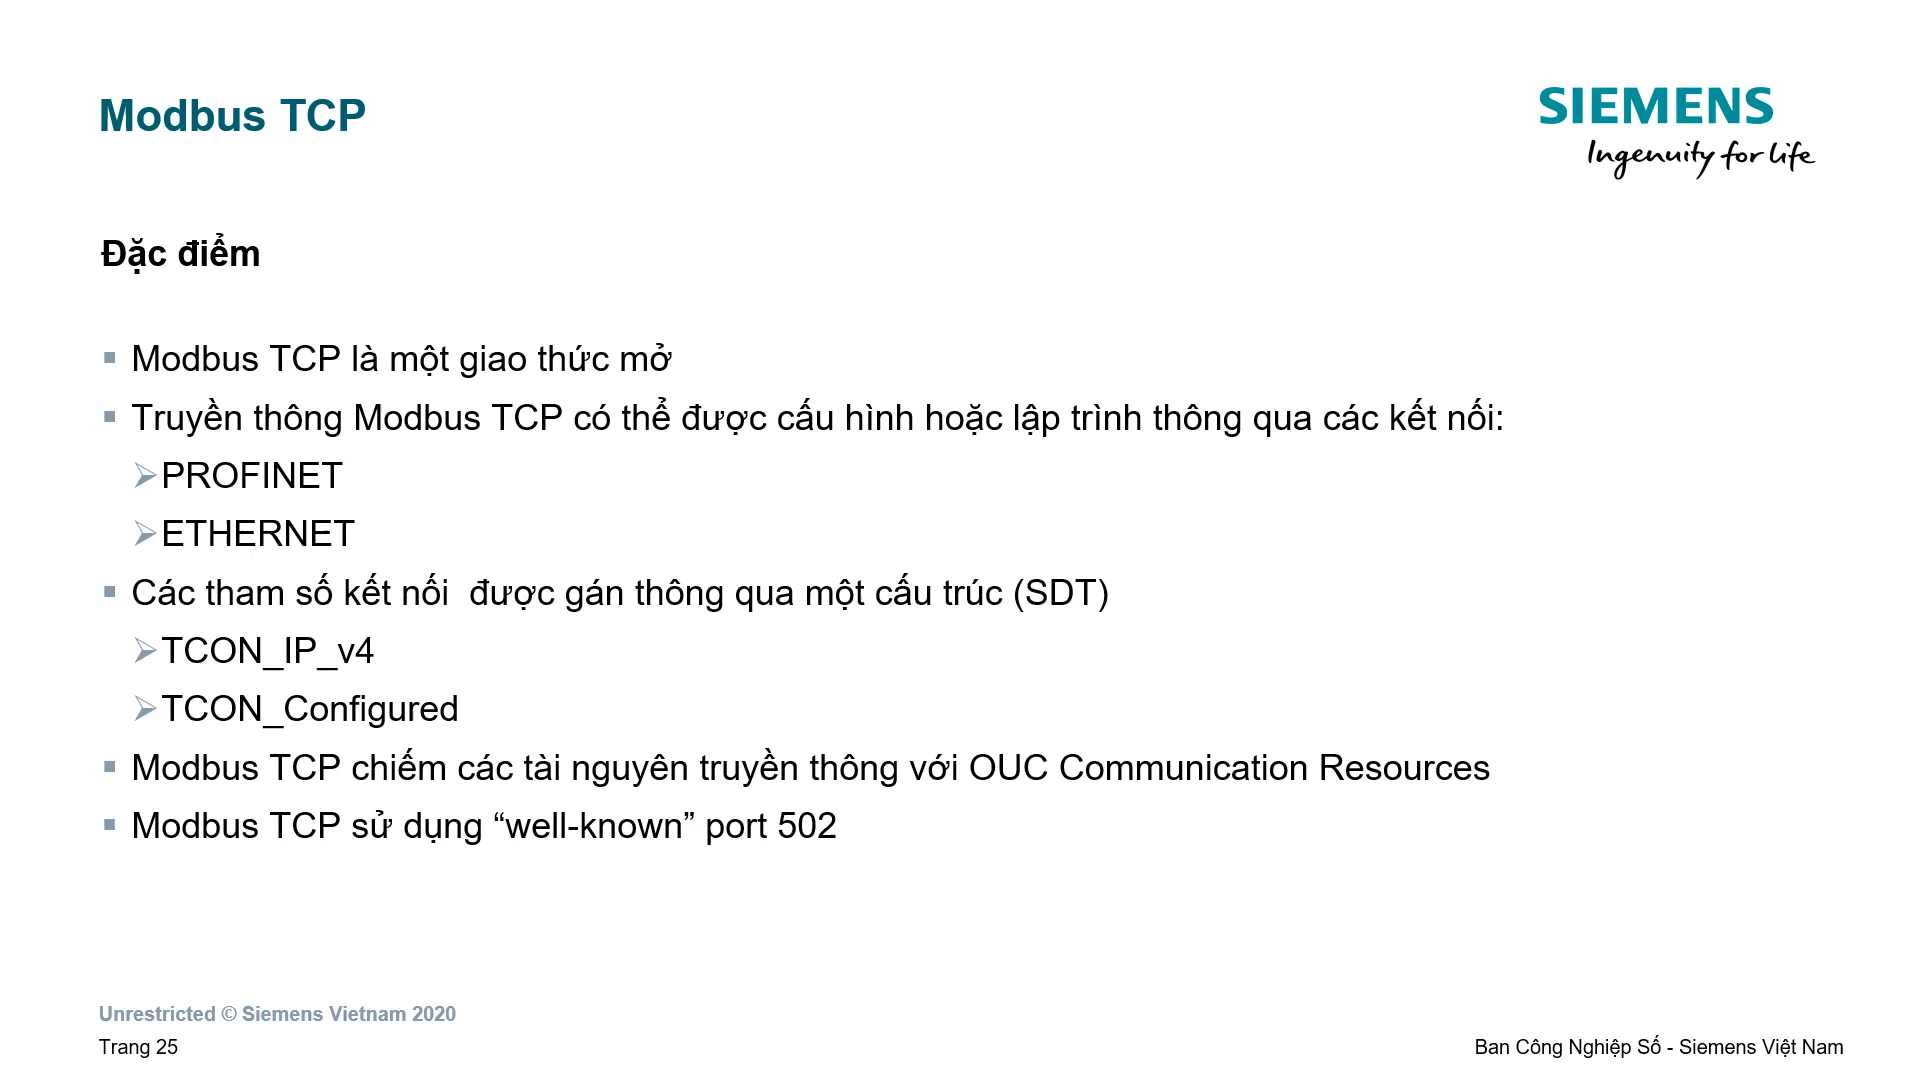 Modbus TCP
SIEMENS
Ingenuity for life
Đặc điểm
▪ Modbus TCP là một giao thức mở
▪ Truyền thông Modbus TCP có thể được cấu hình hoặc lập trình thông qua các kết nối:
➢PROFINET
➢ETHERNET
▪ Các tham số kết nối  được gán thông qua một cấu trúc (SDT)
➢TCON_IP_v4
➢TCON_Configured
▪ Modbus TCP chiếm các tài nguyên truyền thông với OUC Communication Resources
▪ Modbus TCP sử dụng “well-known” port 502
Unrestricted © Siemens Vietnam 2020
Trang 25
Ban Công Nghiệp Số - Siemens Việt Nam